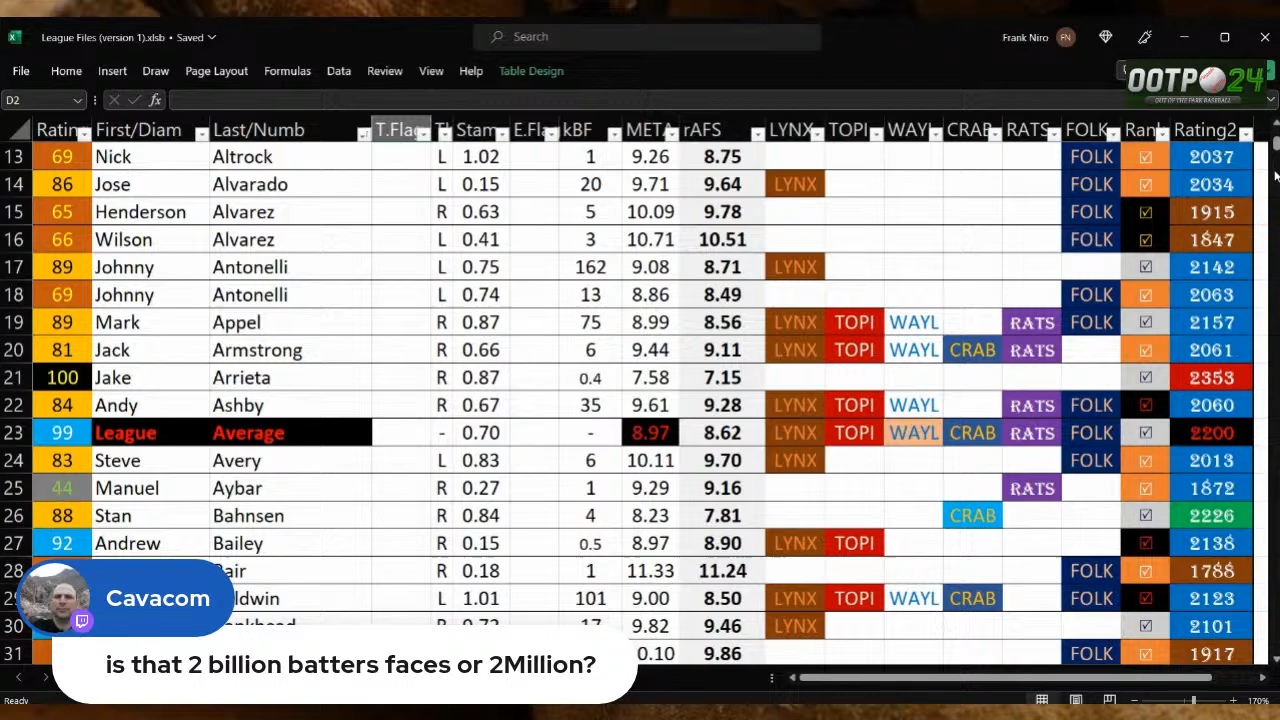 League Files (version 1).xlsb • Saved
Search
Frank Niro FN
File Home Insert Draw Page Layout Formulas Data Review View Help Table Design
OOTP 24
OUT OF THE PARK BASEBALL
D2 fx
First/Diam Last/Numb T.Flag Stam E.Fla kBF META rAFS LYNX TOPI WAYL CRAB RATS FOLK Rank Rating2
13 69 Nick Altrock L 1.02 1 9.26 8.75 FOLK ☑ 2037
14 86 Jose Alvarado L 0.15 20 9.71 9.64 LYNX FOLK ☑ 2034
15 65 Henderson Alvarez R 0.63 5 10.09 9.78 FOLK ☑ 1915
16 66 Wilson Alvarez L 0.41 3 10.71 10.51 FOLK ☑ 1847
17 89 Johnny Antonelli L 0.75 162 9.08 8.71 LYNX ☑ 2142
18 69 Johnny Antonelli L 0.74 13 8.86 8.49 FOLK ☑ 2063
19 89 Mark Appel R 0.87 75 8.99 8.56 LYNX TOPI WAYL RATS FOLK ☑ 2157
20 81 Jack Armstrong R 0.66 6 9.44 9.11 LYNX TOPI WAYL CRAB RATS ☑ 2061
21 100 Jake Arrieta R 0.87 0.4 7.58 7.15 ☑ 2353
22 84 Andy Ashby R 0.67 35 9.61 9.28 LYNX TOPI WAYL RATS FOLK ☑ 2060
23 99 League Average - 0.70 - 8.97 8.62 LYNX TOPI WAYL CRAB RATS FOLK ☑ 2200
24 83 Steve Avery L 0.83 6 10.11 9.70 LYNX FOLK ☑ 2013
25 44 Manuel Aybar R 0.27 1 9.29 9.16 RATS ☑ 1872
26 88 Stan Bahnsen R 0.84 4 8.23 7.81 CRAB ☑ 2226
27 92 Andrew Bailey R 0.15 0.5 8.97 8.90 LYNX TOPI ☑ 2138
28 R 0.18 1 11.33 11.24 FOLK ☑ 1788
L 1.01 101 9.00 8.50 LYNX TOPI WAYL CRAB FOLK ☑ 2123
30 9.82 9.46 LYNX ☑ 2101
31 9.86 FOLK ☑ 1917
Cavacom
is that 2 billion batters faces or 2Million?
Ready 170%